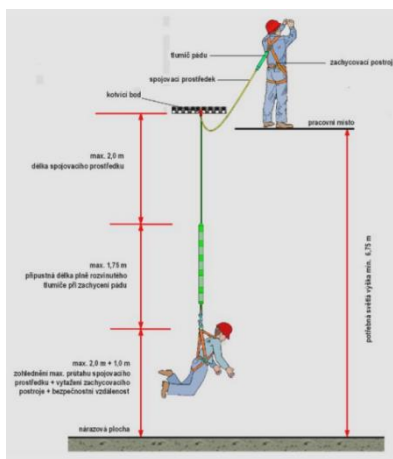 tlumič pádu
zachycovací postroj
spojovací prostředek
kotvící bod
pracovní místo
max. 2,0 m
délka spojovacího prostředku
max. 1,75 m
přípustná délka plně rozvinutého
tlumiče při zachycení pádu
max. 2,0 m + 1,0 m
zohlednění max. průtahu spojovacího
prostředku + vytažení zachycovacího
postroje + bezpečnostní vzdálenost
nárazová plocha
potřebná světlá výška min. 6,75 m